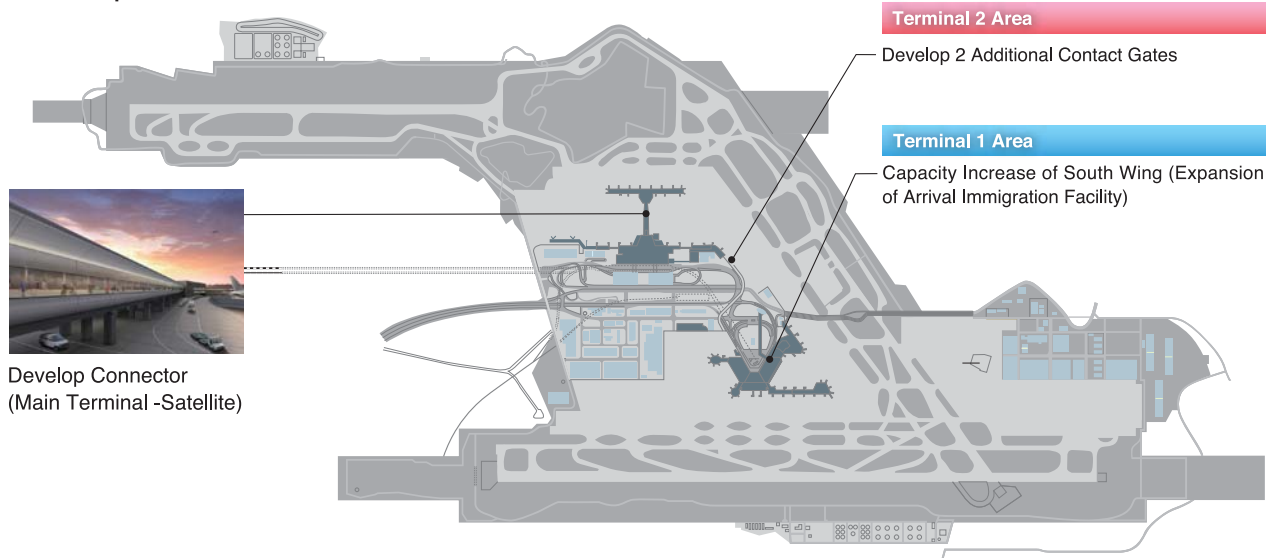 Terminal 2 Area
Develop 2 Additional Contact Gates
Terminal 1 Area
Capacity Increase of South Wing (Expansion
of Arrival Immigration Facility)
Develop Connector
(Main Terminal -Satellite)